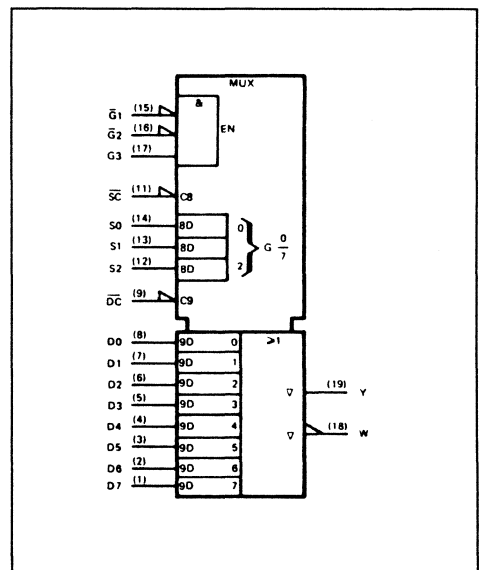 MUX
&
G̅1 (15)
EN
G̅2 (16)
G3 (17)
S̅C̅ (11) C8
S0 (14) 8D 0
S1 (13) 8D G 0/7
S2 (12) 8D 2
D̅C̅ (9) C9
D0 (8) 9D 0 ≥1
D1 (7) 9D 1
D2 (6) 9D 2
D3 (5) 9D 3 ▽ (19) Y
D4 (4) 9D 4 ▽ (18) W
D5 (3) 9D 5
D6 (2) 9D 6
D7 (1) 9D 7